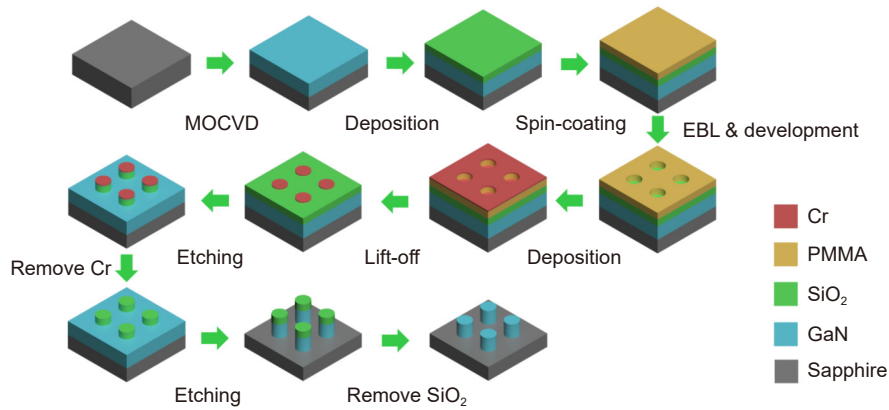 MOCVD
Deposition
Spin-coating
EBL & development
Remove Cr
Etching
Lift-off
Deposition
Etching
Remove SiO₂
Cr
PMMA
SiO₂
GaN
Sapphire